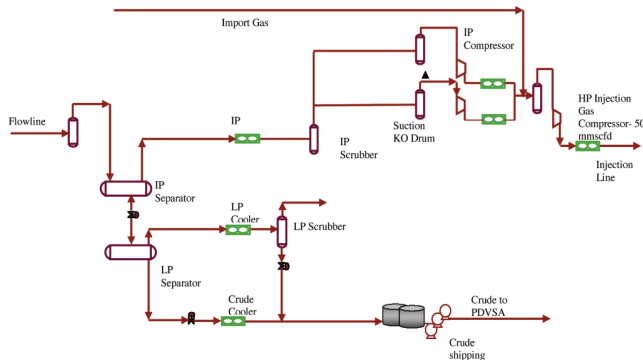 Import Gas
IP
Compressor
Flowline
IP
IP
Scrubber
Suction
KO Drum
HP Injection
Gas
Compressor- 50
mmscfd
Injection
Line
IP
Separator
LP
Cooler
LP Scrubber
LP
Separator
Crude
Cooler
Crude to
PDVSA
Crude
shipping